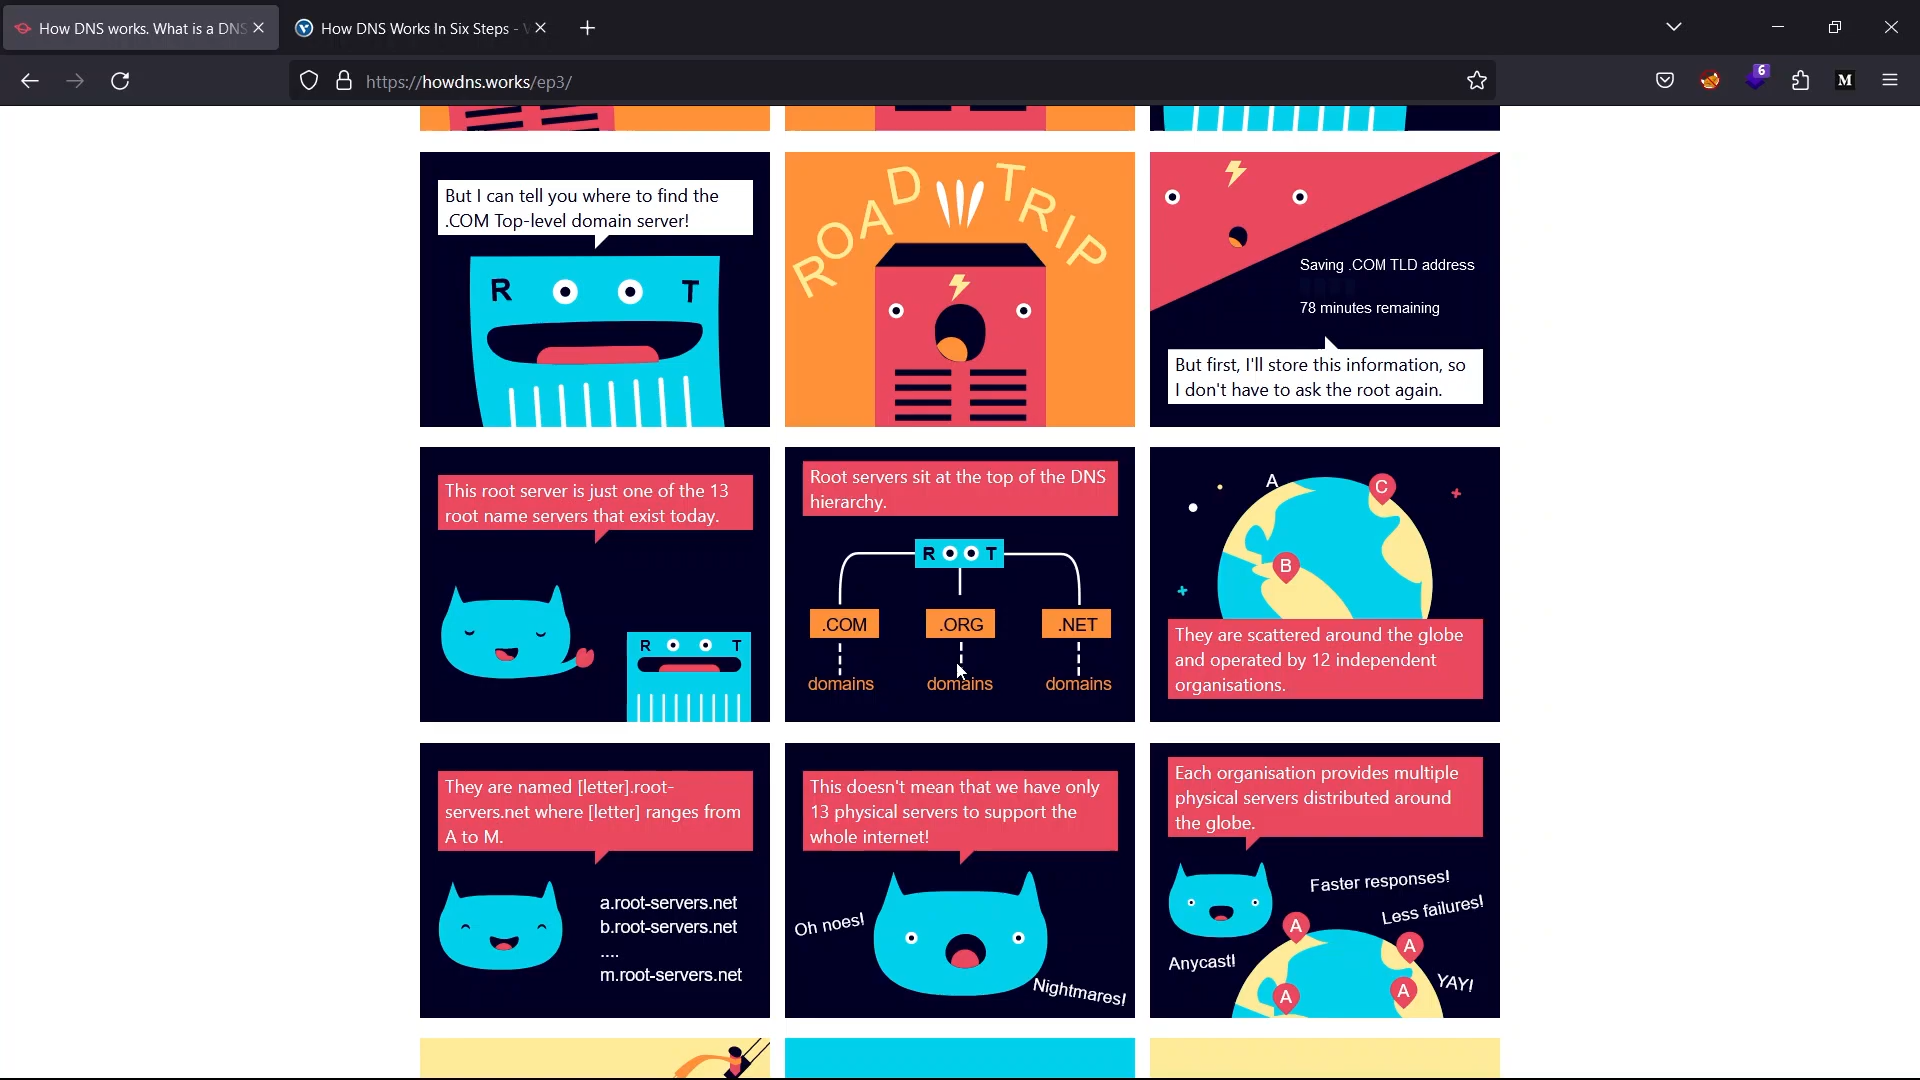 How DNS works. What is a DNS
How DNS Works In Six Steps -
https://howdns.works/ep3/
6
M
But I can tell you where to find the
.COM Top-level domain server!
R T
ROAD TRIP
Saving .COM TLD address
78 minutes remaining
But first, I'll store this information, so
I don't have to ask the root again.
This root server is just one of the 13
root name servers that exist today.
R T
Root servers sit at the top of the DNS
hierarchy.
R T
.COM .ORG .NET
domains domains domains
A C
B
They are scattered around the globe
and operated by 12 independent
organisations.
They are named [letter].root-
servers.net where [letter] ranges from
A to M.
a.root-servers.net
b.root-servers.net
....
m.root-servers.net
This doesn't mean that we have only
13 physical servers to support the
whole internet!
Oh noes!
Nightmares!
Each organisation provides multiple
physical servers distributed around
the globe.
Faster responses!
Less failures!
A
A
Anycast!
YAY!
A A